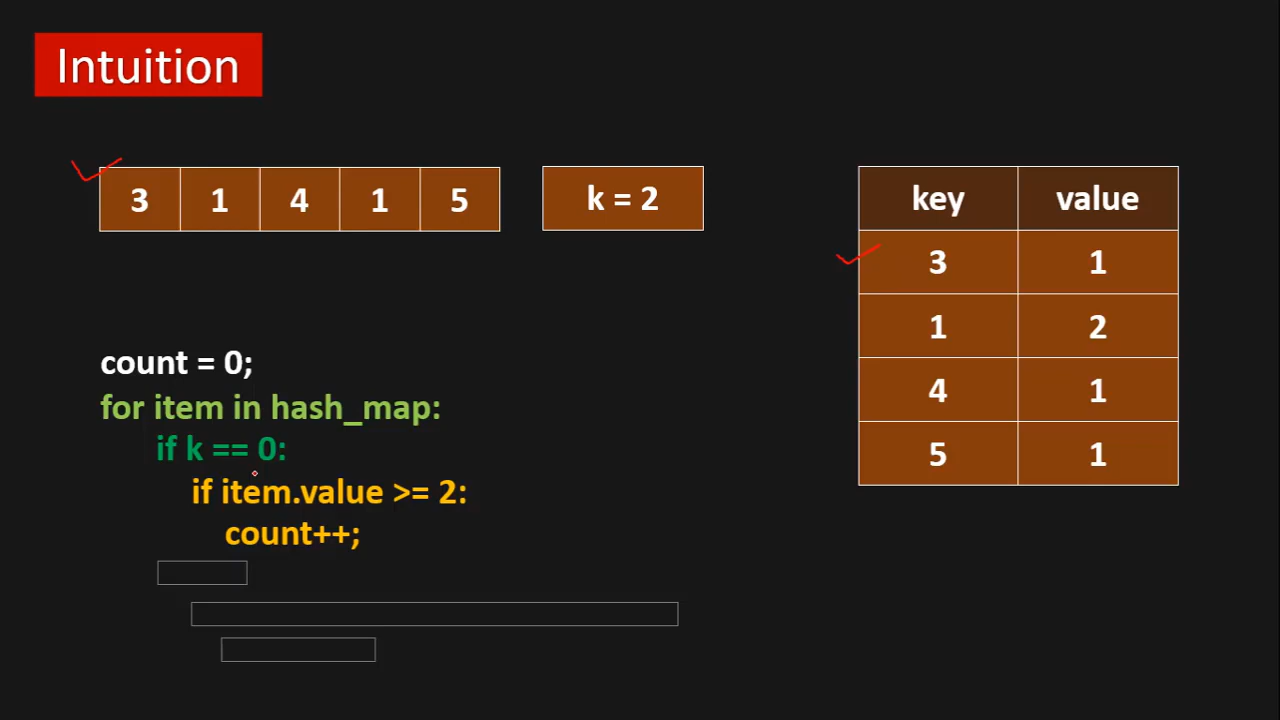 Intuition
3 1 4 1 5
k = 2
key value
3 1
1 2
4 1
5 1
count = 0;
for item in hash_map:
if k == 0:
if item.value >= 2:
count++;